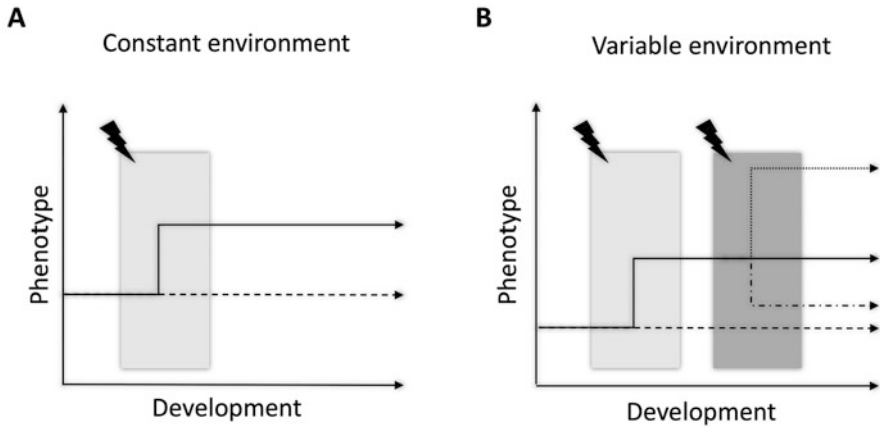 A
Constant environment
Phenotype
Development
B
Variable environment
Phenotype
Development